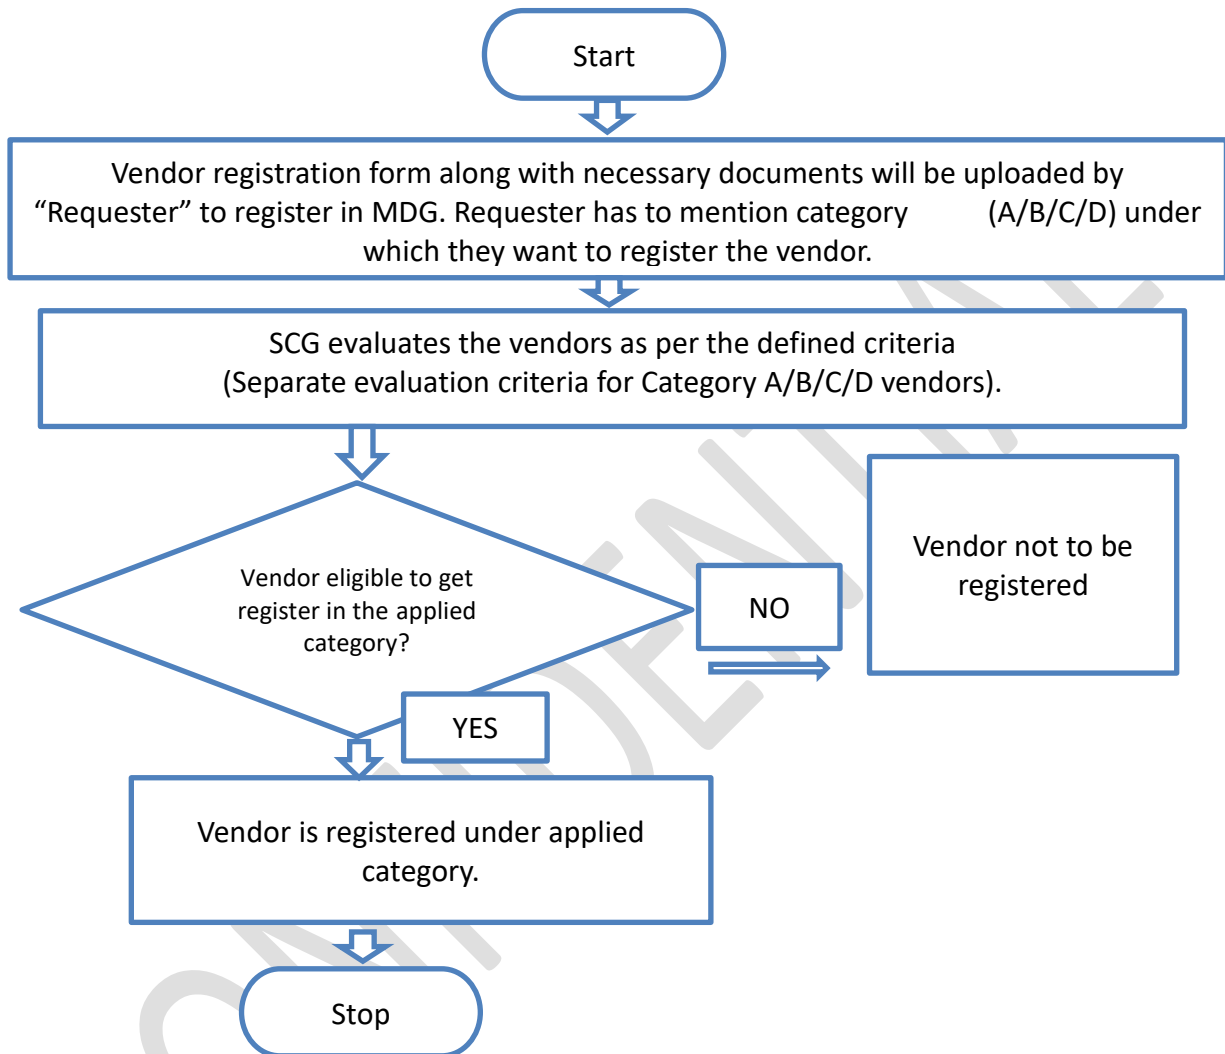 Start
Vendor registration form along with necessary documents will be uploaded by
“Requester” to register in MDG. Requester has to mention category (A/B/C/D) under
which they want to register the vendor.
SCG evaluates the vendors as per the defined criteria
(Separate evaluation criteria for Category A/B/C/D vendors).
Vendor eligible to get
register in the applied
category?
NO
Vendor not to be
registered
YES
Vendor is registered under applied
category.
Stop
CONFIDENTIAL